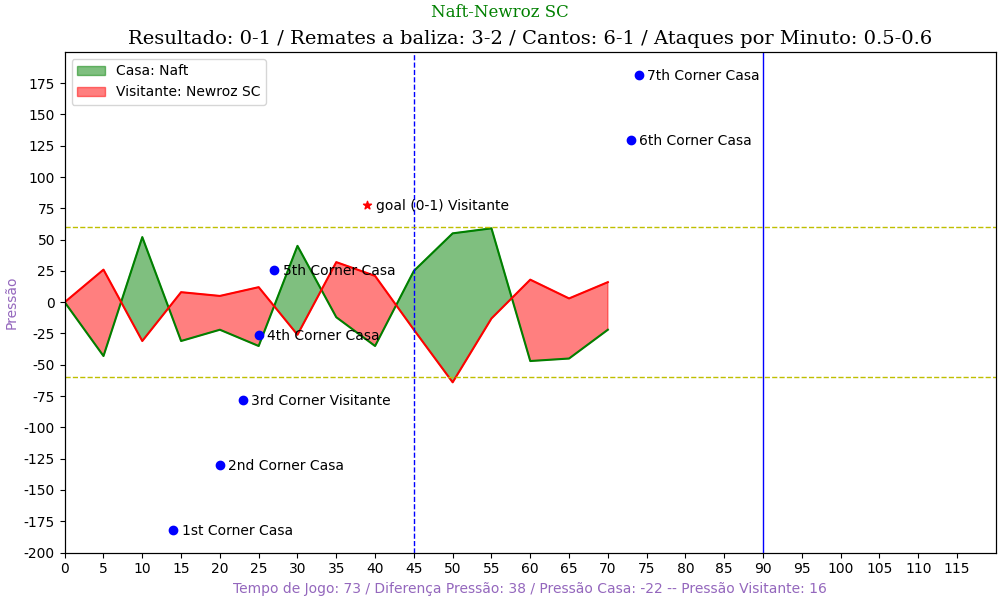 Naft-Newroz SC
Resultado: 0-1 / Remates a baliza: 3-2 / Cantos: 6-1 / Ataques por Minuto: 0.5-0.6
Casa: Naft
Visitante: Newroz SC
7th Corner Casa
6th Corner Casa
goal (0-1) Visitante
5th Corner Casa
4th Corner Casa
3rd Corner Visitante
2nd Corner Casa
1st Corner Casa
Pressão
175
150
125
100
75
50
25
0
-25
-50
-75
-100
-125
-150
-175
-200
0 5 10 15 20 25 30 35 40 45 50 55 60 65 70 75 80 85 90 95 100 105 110 115
Tempo de Jogo: 73 / Diferença Pressão: 38 / Pressão Casa: -22 -- Pressão Visitante: 16